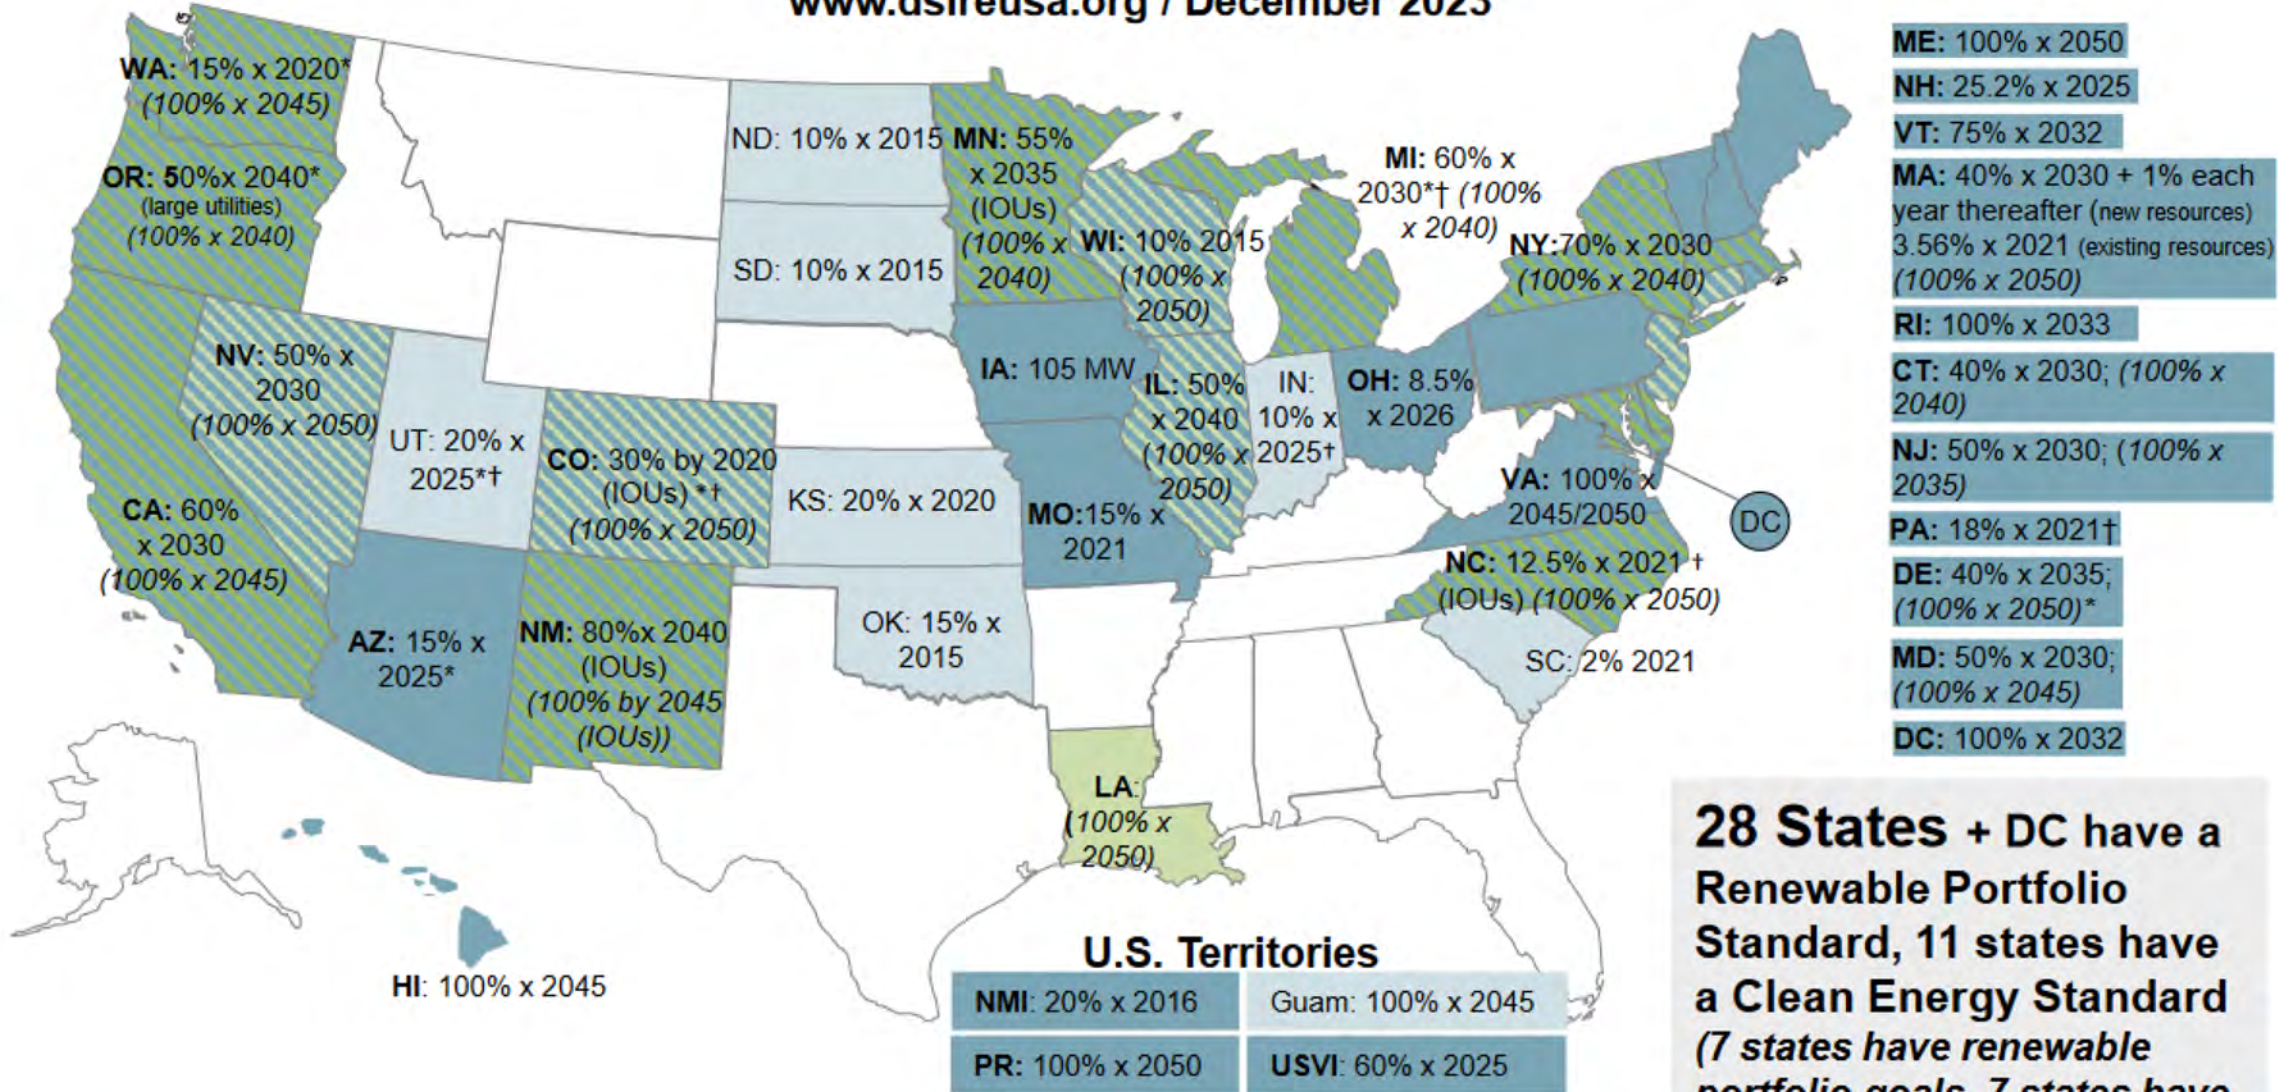 www.dsireusa.org / December 2023
WA: 15% x 2020*
(100% x 2045)
OR: 50%x 2040*
(large utilities)
(100% x 2040)
CA: 60%
x 2030
(100% x 2045)
NV: 50% x
2030
(100% x 2050)
UT: 20% x
2025*†
AZ: 15% x
2025*
CO: 30% by 2020
(IOUs) *†
(100% x 2050)
NM: 80%x 2040
(IOUs)
(100% by 2045
(IOUs))
ND: 10% x 2015
SD: 10% x 2015
KS: 20% x 2020
OK: 15% x
2015
MN: 55%
x 2035
(IOUs)
(100% x
2040)
IA: 105 MW
MO:15% x
2021
LA:
(100% x
2050)
WI: 10% 2015
(100% x
2050)
IL: 50%
x 2040
(100% x
2050)
IN:
10% x
2025†
MI: 60% x
2030*† (100%
x 2040)
OH: 8.5%
x 2026
NY:70% x 2030
(100% x 2040)
VA: 100% x
2045/2050
NC: 12.5% x 2021 †
(IOUs) (100% x 2050)
SC: 2% 2021
DC
HI: 100% x 2045
ME: 100% x 2050
NH: 25.2% x 2025
VT: 75% x 2032
MA: 40% x 2030 + 1% each
year thereafter (new resources)
3.56% x 2021 (existing resources)
(100% x 2050)
RI: 100% x 2033
CT: 40% x 2030; (100% x
2040)
NJ: 50% x 2030; (100% x
2035)
PA: 18% x 2021†
DE: 40% x 2035;
(100% x 2050)*
MD: 50% x 2030;
(100% x 2045)
DC: 100% x 2032
U.S. Territories
NMI: 20% x 2016
Guam: 100% x 2045
PR: 100% x 2050
USVI: 60% x 2025
28 States + DC have a
Renewable Portfolio
Standard, 11 states have
a Clean Energy Standard
(7 states have renewable
portfolio goals, 7 states have